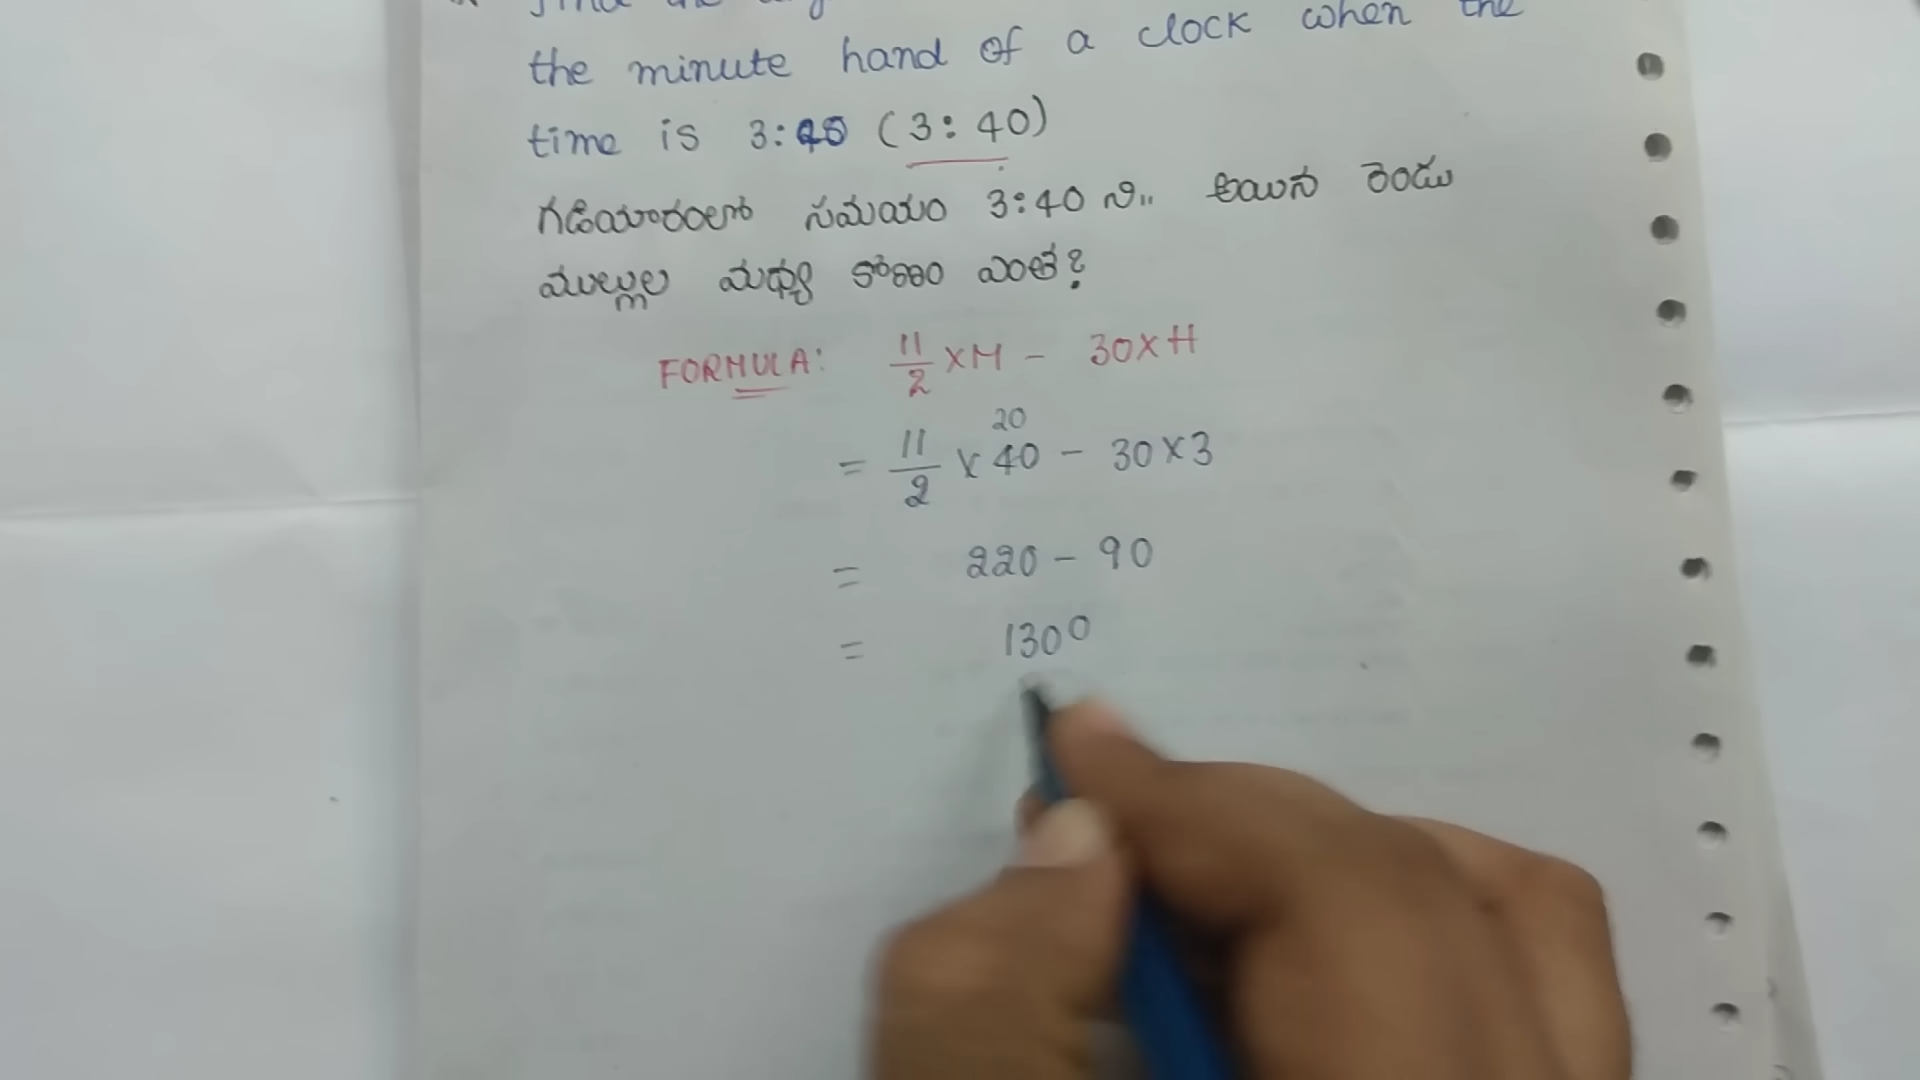 the minute hand of a clock when the
time is 3:40 (3:40)
గడియారంలో సమయం 3:40 ని.. అయిన రెండు
ముల్లుల మధ్య కోణం ఎంత?
FORMULA: 11/2 × M - 30×H
20
= 11/2 × 40 - 30×3
= 220 - 90
= 130⁰